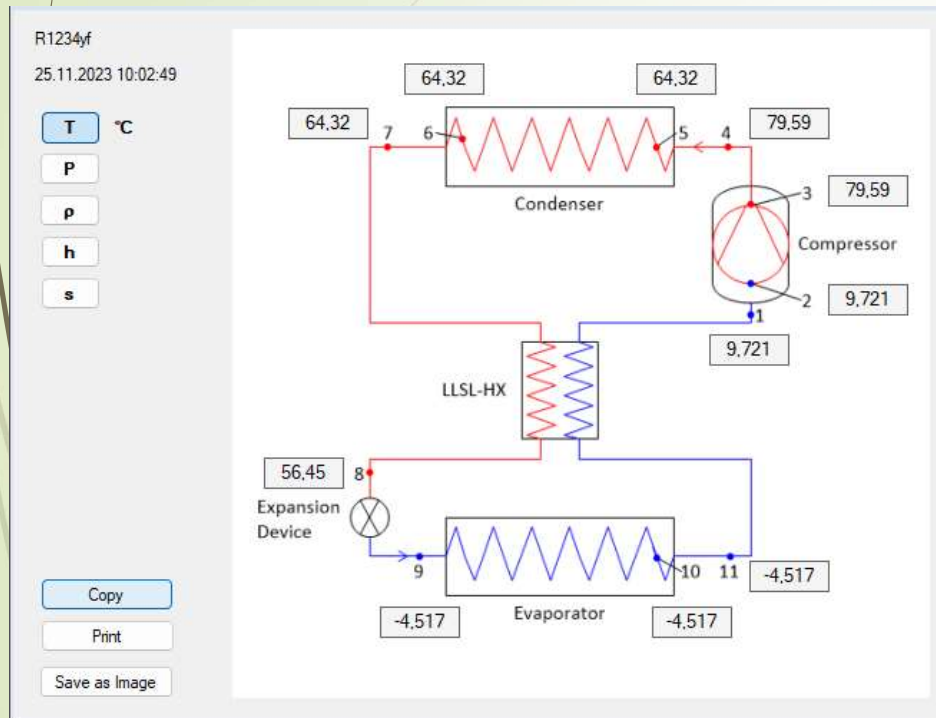 R1234yf
25.11.2023 10:02:49
T °C
P
ρ
h
s
Copy
Print
Save as Image
64,32 64,32
64,32 7 6 5 4 79,59
Condenser
3 79,59
Compressor
2 9,721
1
9,721
LLSL-HX
56,45 8
Expansion
Device
9 10 11 -4,517
Evaporator
-4,517 -4,517